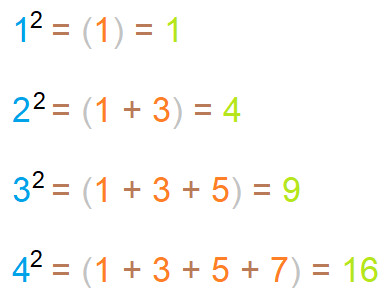 1² = (1) = 1
2² = (1 + 3) = 4
3² = (1 + 3 + 5) = 9
4² = (1 + 3 + 5 + 7) = 16